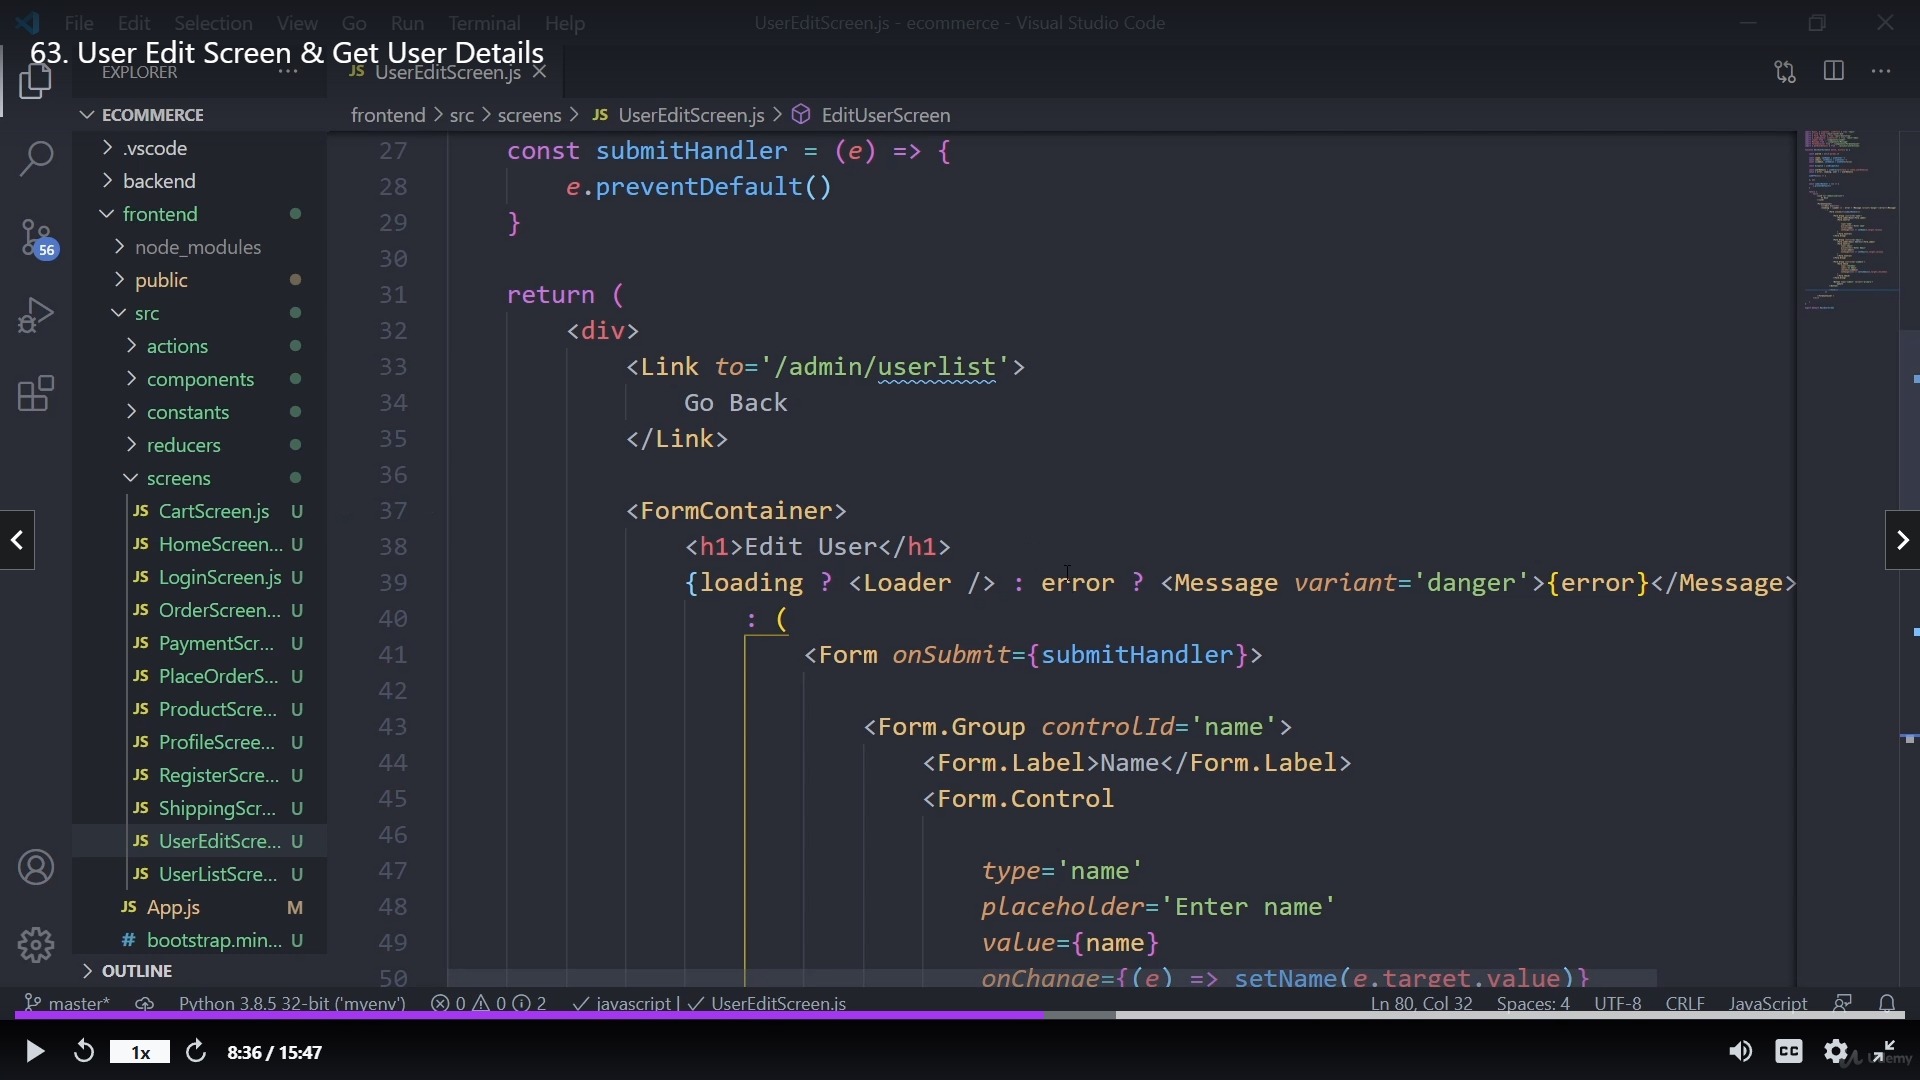 File Edit Selection View Go Run Terminal Help
UserEditScreen.js - ecommerce - Visual Studio Code
63. User Edit Screen & Get User Details
EXPLORER
JS UserEditScreen.js
ECOMMERCE
frontend > src > screens > JS UserEditScreen.js > EditUserScreen
.vscode
backend
frontend
node_modules
public
src
actions
components
constants
reducers
screens
JS CartScreen.js U
JS HomeScreen... U
JS LoginScreen.js U
JS OrderScreen... U
JS PaymentScr... U
JS PlaceOrderS... U
JS ProductScre... U
JS ProfileScree... U
JS RegisterScre... U
JS ShippingScr... U
JS UserEditScre... U
JS UserListScre... U
JS App.js M
# bootstrap.min... U
OUTLINE
56
27 const submitHandler = (e) => {
28 e.preventDefault()
29 }
30
31 return (
32 <div>
33 <Link to='/admin/userlist'>
34 Go Back
35 </Link>
36
37 <FormContainer>
38 <h1>Edit User</h1>
39 {loading ? <Loader /> : error ? <Message variant='danger'>{error}</Message>
40 : (
41 <Form onSubmit={submitHandler}>
42
43 <Form.Group controlId='name'>
44 <Form.Label>Name</Form.Label>
45 <Form.Control
46
47 type='name'
48 placeholder='Enter name'
49 value={name}
50 onChange={(e) => setName(e.target.value)}
master* Python 3.8.5 32-bit ('myenv') 0 0 2 javascript | UserEditScreen.js
Ln 80, Col 32 Spaces: 4 UTF-8 CRLF JavaScript
1x 8:36 / 15:47
CC
Udemy